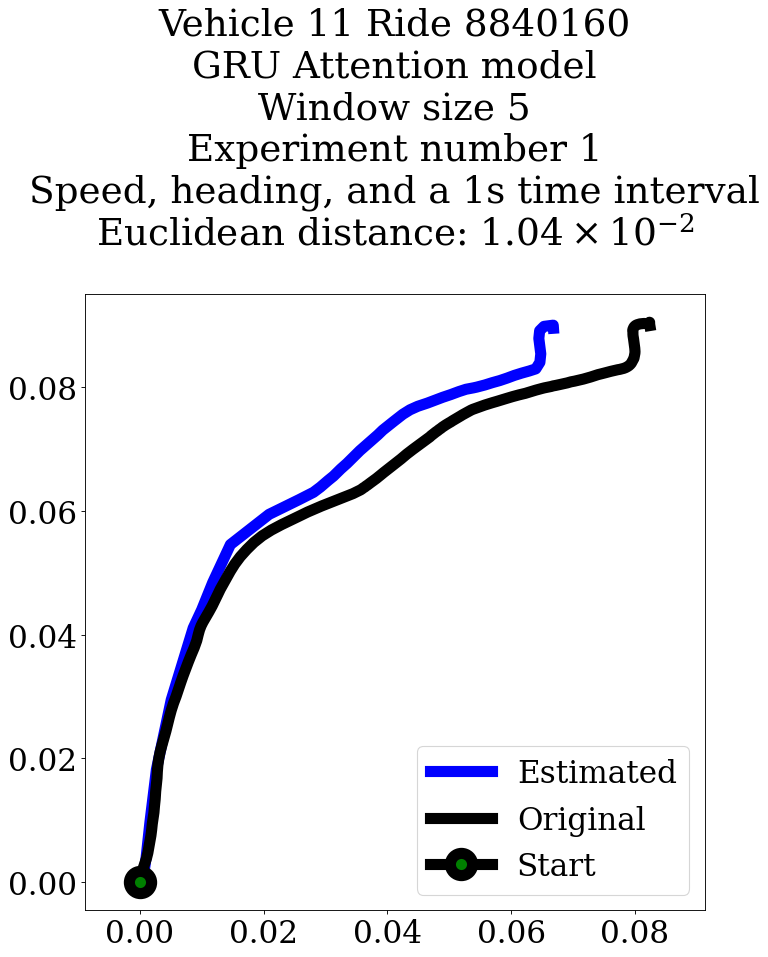 Vehicle 11 Ride 8840160
GRU Attention model
Window size 5
Experiment number 1
Speed, heading, and a 1s time interval
Euclidean distance: 1.04 × 10⁻²
0.08
0.06
0.04
0.02
0.00
Estimated
Original
Start
0.00 0.02 0.04 0.06 0.08